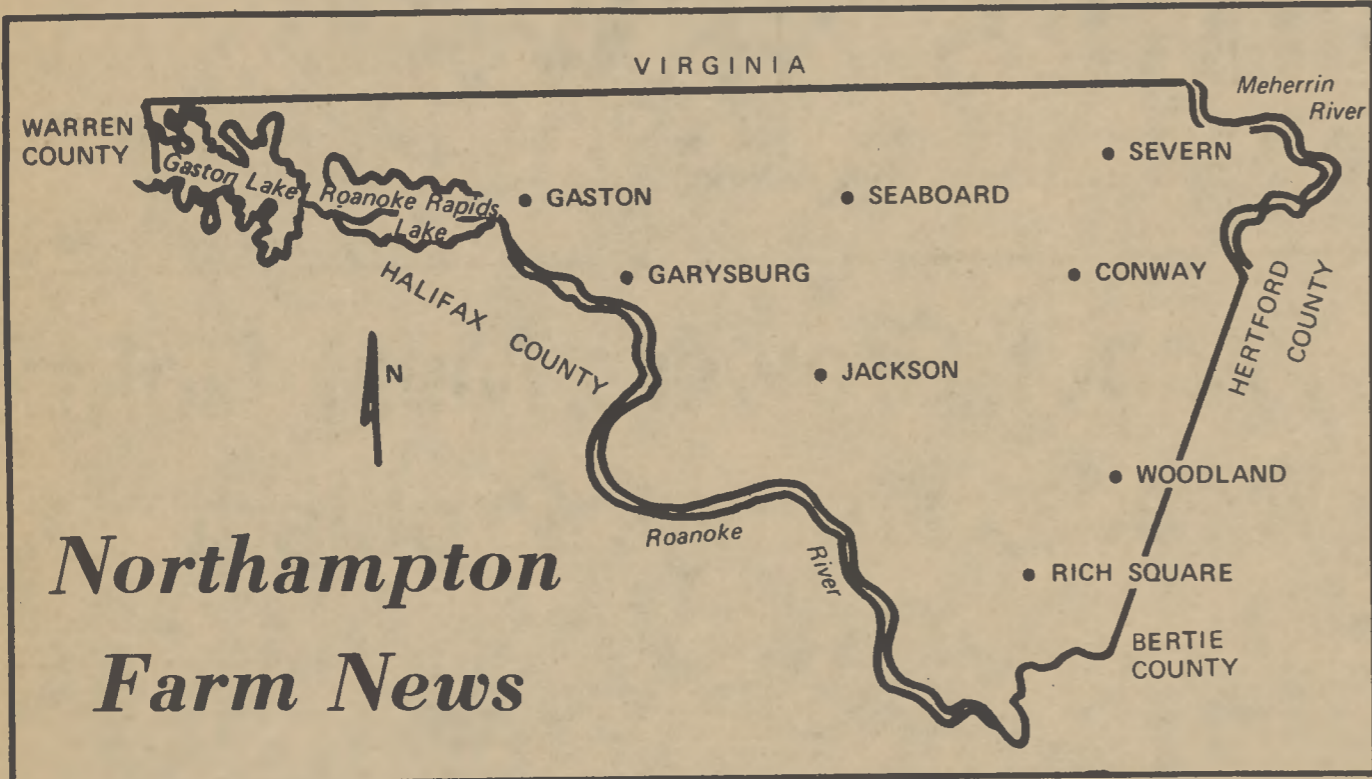 VIRGINIA
Meherrin
River
WARREN
COUNTY
Gaston Lake
Roanoke Rapids
Lake
GASTON
SEABOARD
SEVERN
GARYSBURG
CONWAY
HALIFAX COUNTY
HERTFORD
COUNTY
N
JACKSON
WOODLAND
Roanoke
River
RICH SQUARE
BERTIE
COUNTY
Northampton
Farm News